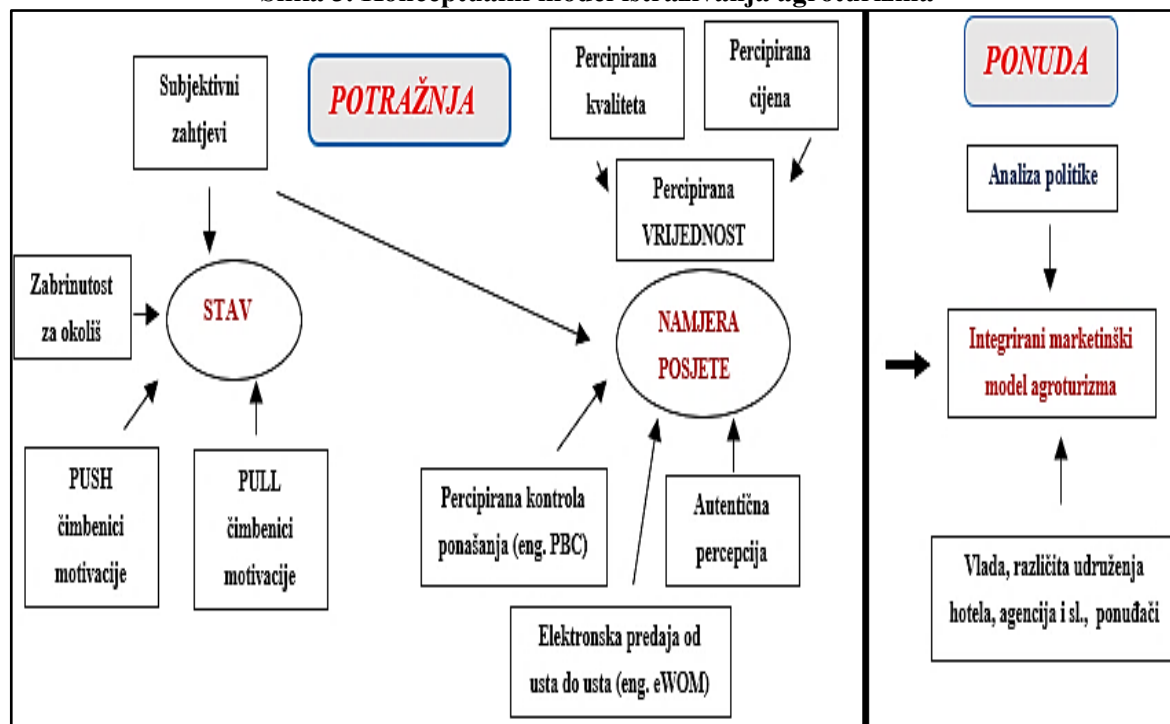 Subjektivni
zahtjevi
POTRAŽNJA
Percipirana
kvaliteta
Percipirana
cijena
Percipirana
VRIJEDNOST
Zabrinutost
za okoliš
STAV
NAMJERA
POSJETE
PUSH
čimbenici
motivacije
PULL
čimbenici
motivacije
Percipirana kontrola
ponašanja (eng. PBC)
Autentična
percepcija
Elektronska predaja od
usta do usta (eng. eWOM)
PONUDA
Analiza politike
Integrirani marketinški
model agroturizma
Vlada, različita udruženja
hotela, agencija i sl., ponuđači